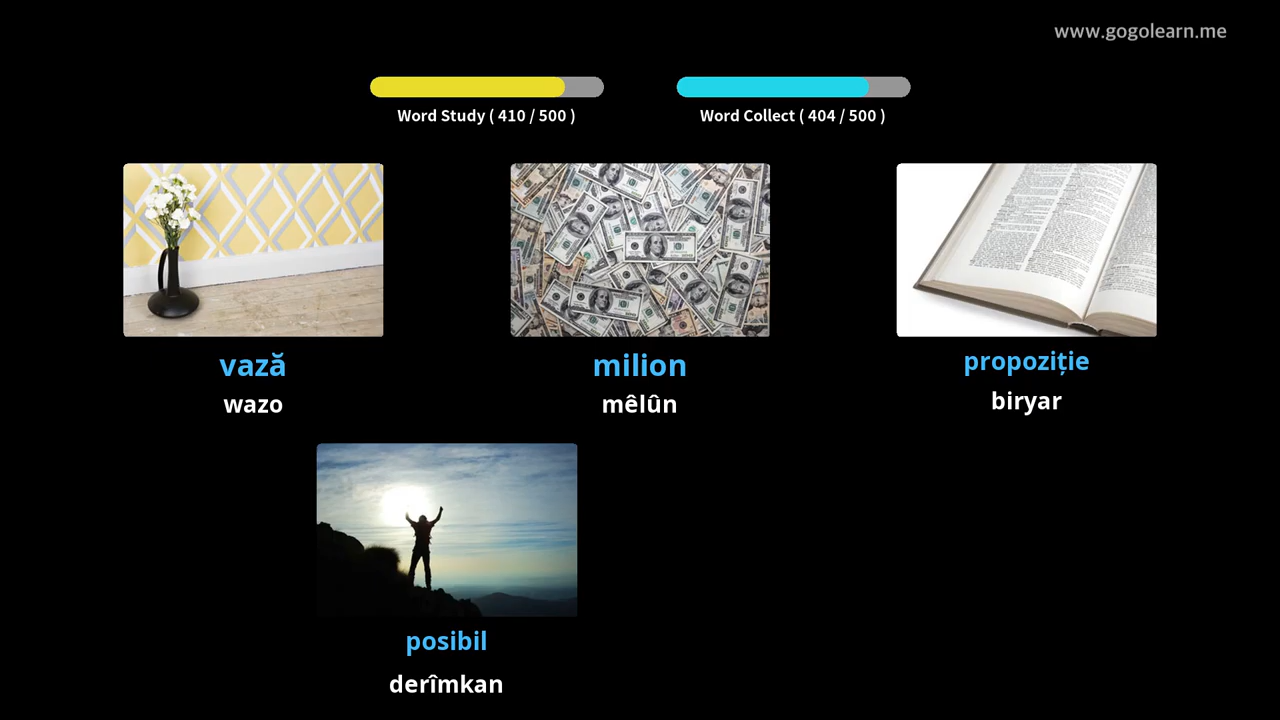 www.gogolearn.me
Word Study ( 410 / 500 )
Word Collect ( 404 / 500 )
vază
wazo
milion
mêlûn
propoziție
biryar
posibil
derîmkan